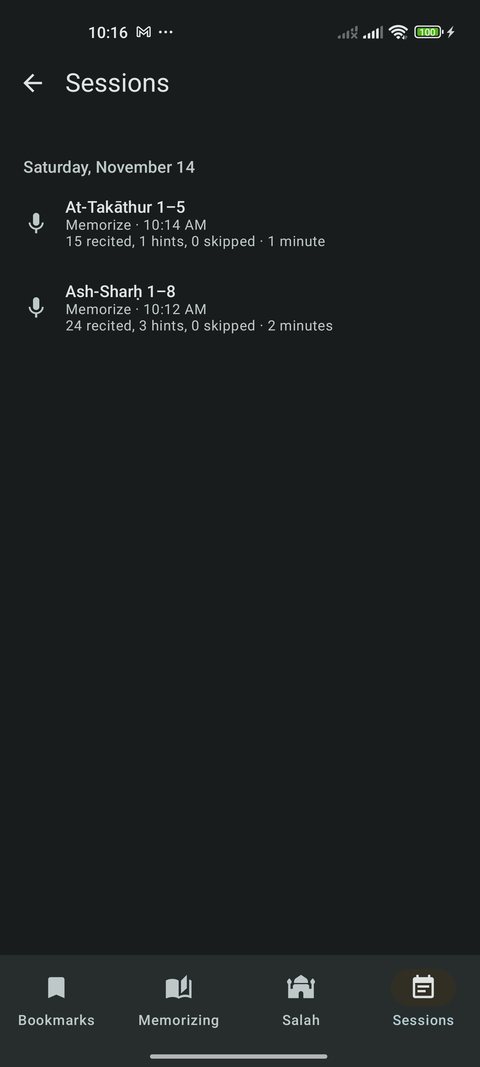 10:16
100
Sessions
Saturday, November 14
At-Takāthur 1–5
Memorize · 10:14 AM
15 recited, 1 hints, 0 skipped · 1 minute
Ash-Sharḥ 1–8
Memorize · 10:12 AM
24 recited, 3 hints, 0 skipped · 2 minutes
Bookmarks
Memorizing
Salah
Sessions